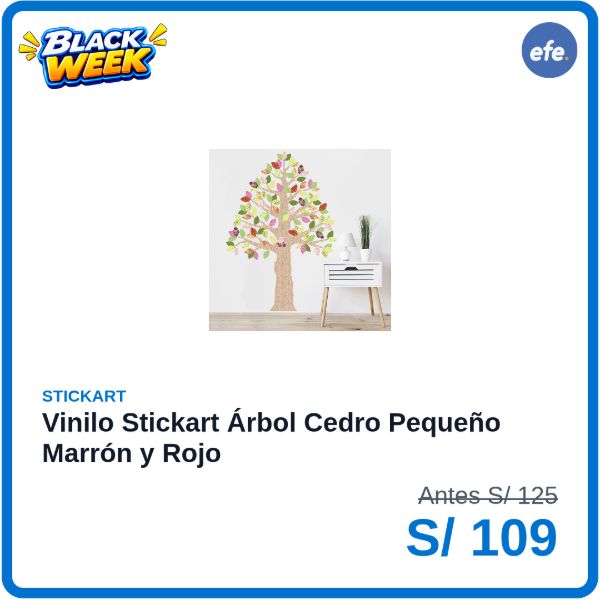 BLACK
WEEK
efe.
STICKART
Vinilo Stickart Árbol Cedro Pequeño
Marrón y Rojo
Antes S/ 125
S/ 109